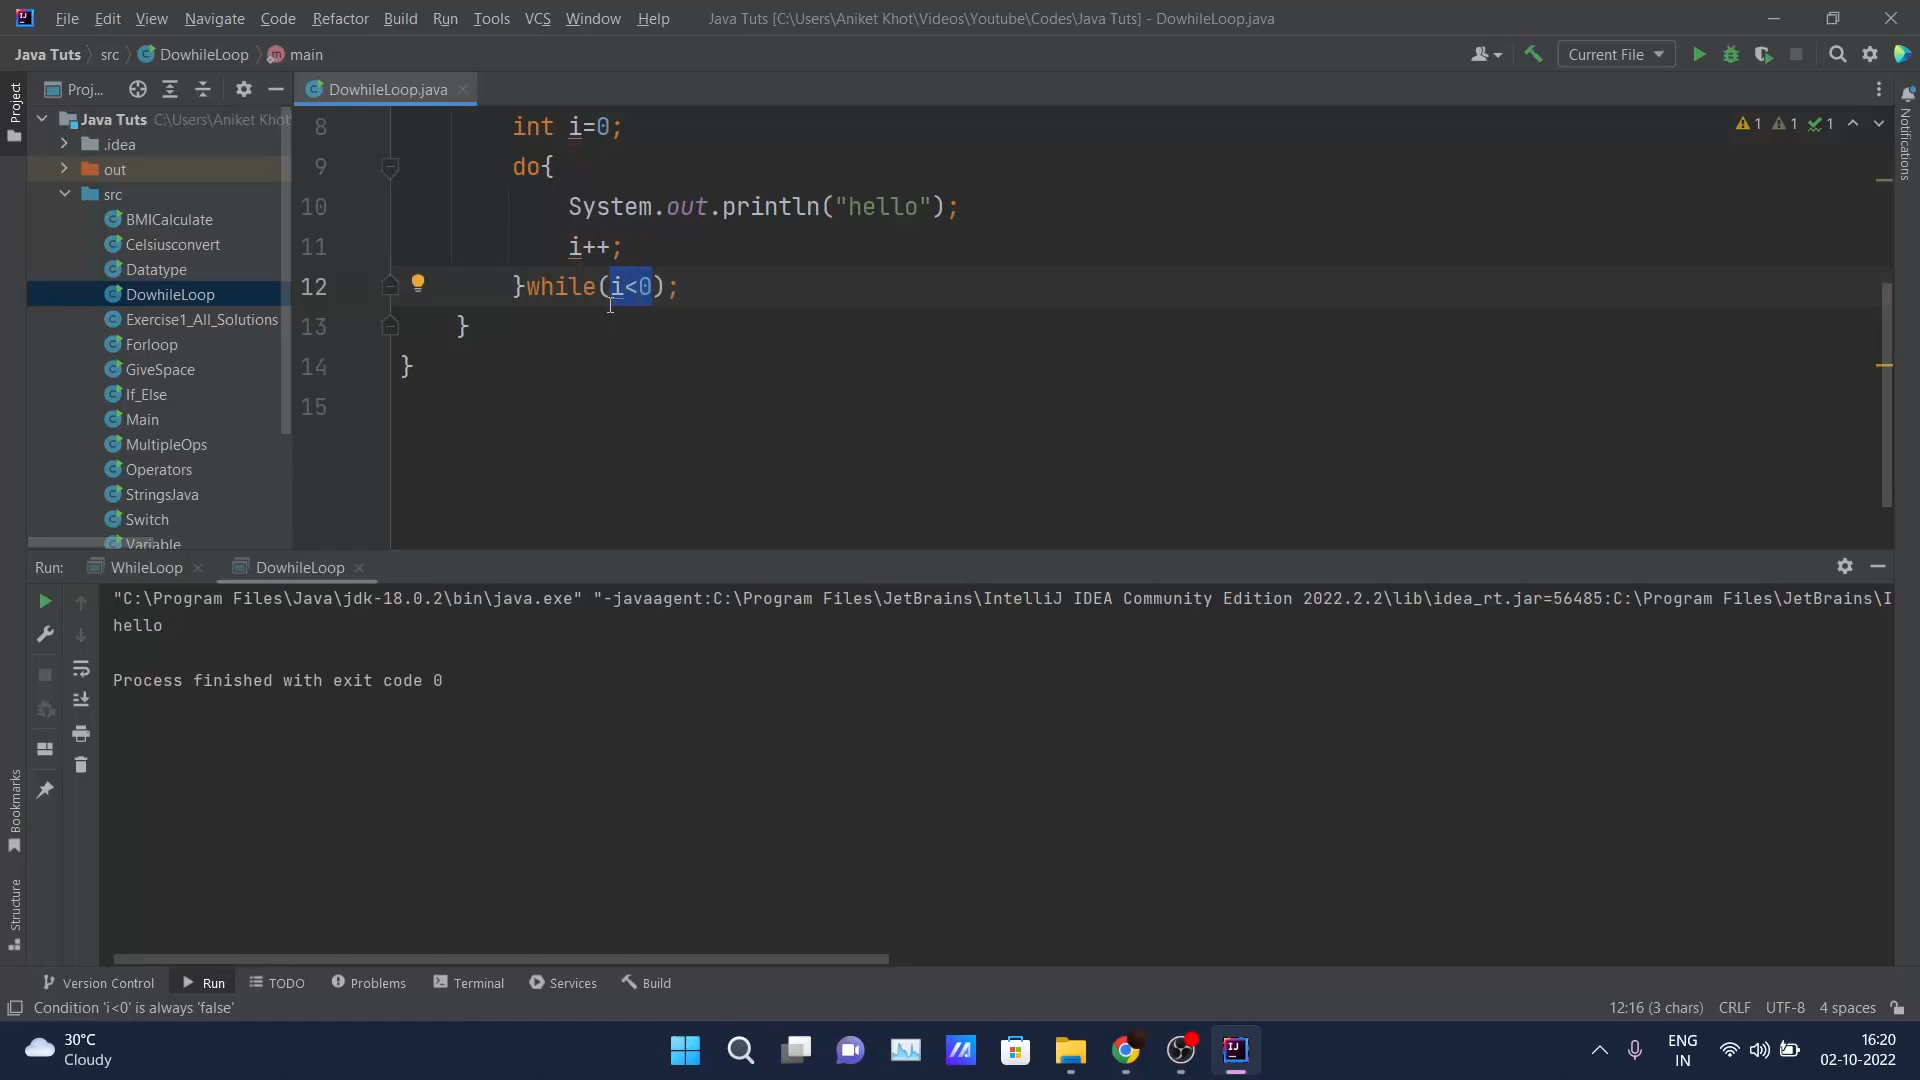 File Edit View Navigate Code Refactor Build Run Tools VCS Window Help Java Tuts [C:\Users\Aniket Khot\Videos\Youtube\Codes\Java Tuts] - DowhileLoop.java
Java Tuts src DowhileLoop main Current File
Project
Proj...
DowhileLoop.java
Java Tuts C:\Users\Aniket Khot
.idea
out
src
BMICalculate
Celsiusconvert
Datatype
DowhileLoop
Exercise1_All_Solutions
Forloop
GiveSpace
If_Else
Main
MultipleOps
Operators
StringsJava
Switch
Variable
8 int i=0;
9 do{
10 System.out.println("hello");
11 i++;
12 }while(i<0);
13 }
14 }
15
1 1 1
Notifications
Run: WhileLoop DowhileLoop
"C:\Program Files\Java\jdk-18.0.2\bin\java.exe" "-javaagent:C:\Program Files\JetBrains\IntelliJ IDEA Community Edition 2022.2.2\lib\idea_rt.jar=56485:C:\Program Files\JetBrains\I
hello
Process finished with exit code 0
Bookmarks
Structure
Version Control Run TODO Problems Terminal Services Build
Condition 'i<0' is always 'false' 12:16 (3 chars) CRLF UTF-8 4 spaces
30°C
Cloudy
ENG
IN
16:20
02-10-2022